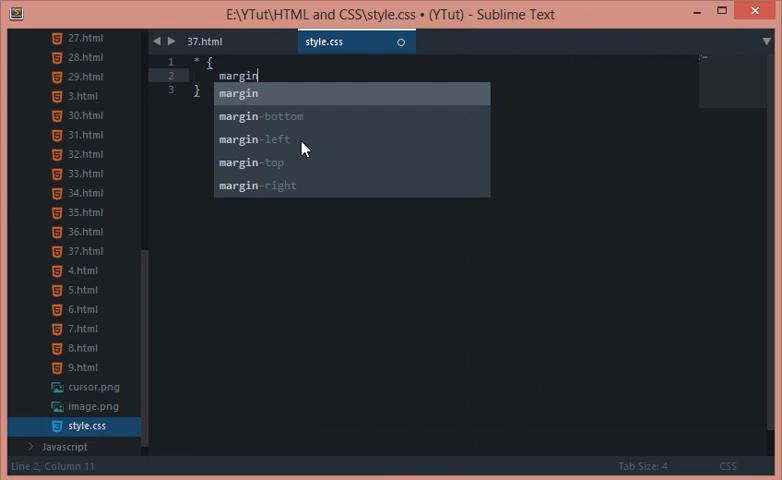 E:\YTut\HTML and CSS\style.css • (YTut) - Sublime Text
27.html
28.html
29.html
3.html
30.html
31.html
32.html
33.html
34.html
35.html
36.html
37.html
4.html
5.html
6.html
7.html
8.html
9.html
cursor.png
image.png
style.css
Javascript
37.html
style.css
1 * {
2 margin
3 }
margin
margin-bottom
margin-left
margin-top
margin-right
Line 2, Column 11
Tab Size: 4
CSS